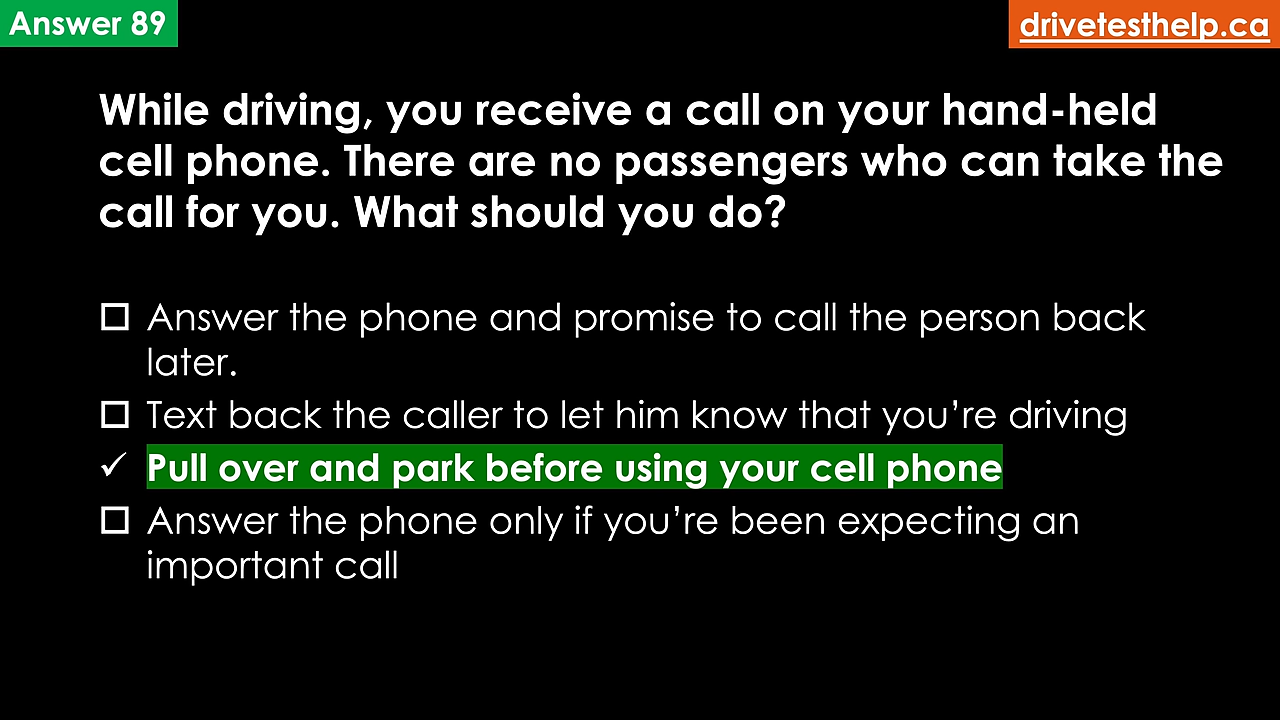 Answer 89
drivetesthelp.ca
While driving, you receive a call on your hand-held
cell phone. There are no passengers who can take the
call for you. What should you do?
☐ Answer the phone and promise to call the person back
later.
☐ Text back the caller to let him know that you’re driving
✓ Pull over and park before using your cell phone
☐ Answer the phone only if you’re been expecting an
important call